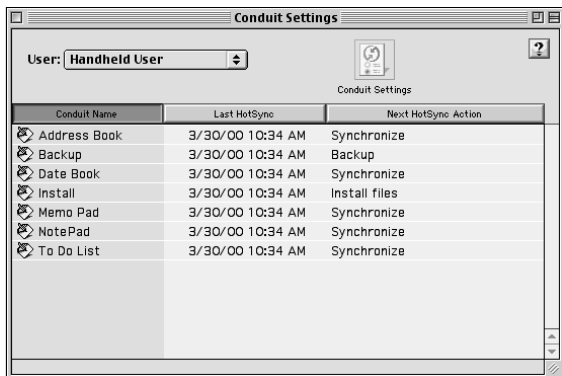 Conduit Settings
User: Handheld User
?
Conduit Settings
Conduit Name Last HotSync Next HotSync Action
Address Book 3/30/00 10:34 AM Synchronize
Backup 3/30/00 10:34 AM Backup
Date Book 3/30/00 10:34 AM Synchronize
Install 3/30/00 10:34 AM Install files
Memo Pad 3/30/00 10:34 AM Synchronize
NotePad 3/30/00 10:34 AM Synchronize
To Do List 3/30/00 10:34 AM Synchronize